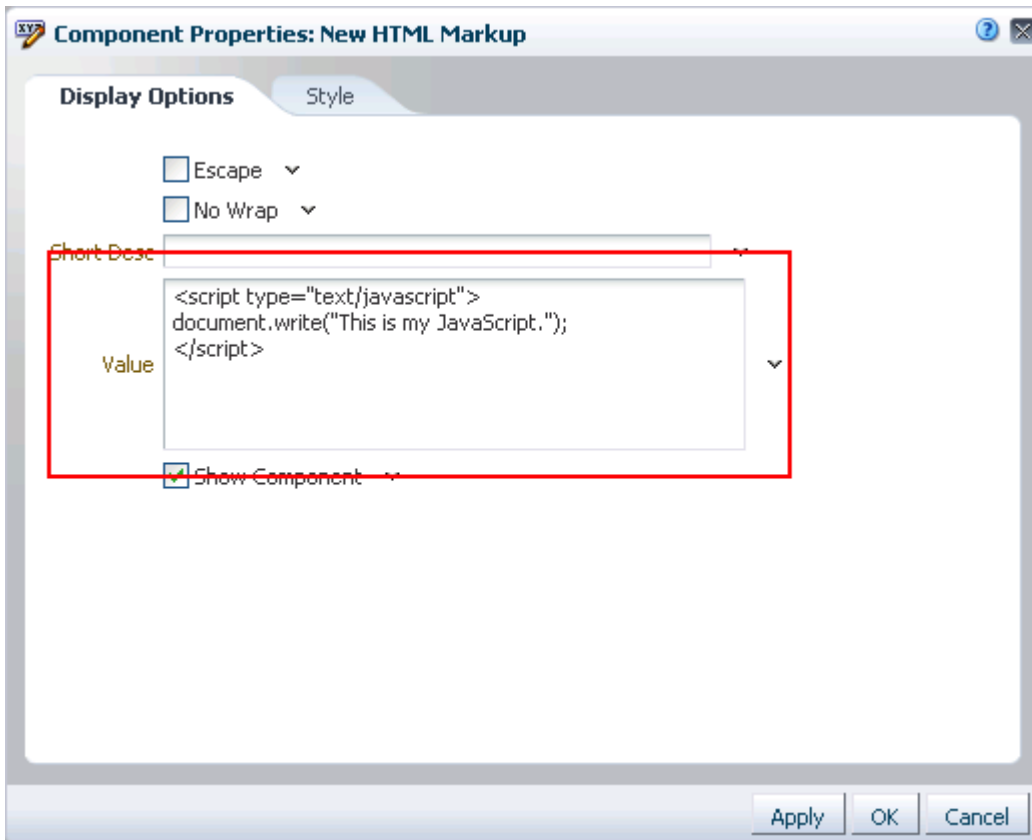 Component Properties: New HTML Markup
Display Options Style
Escape
No Wrap
Short Desc
<script type="text/javascript">
document.write("This is my JavaScript.");
</script>
Value
Show Component
Apply OK Cancel